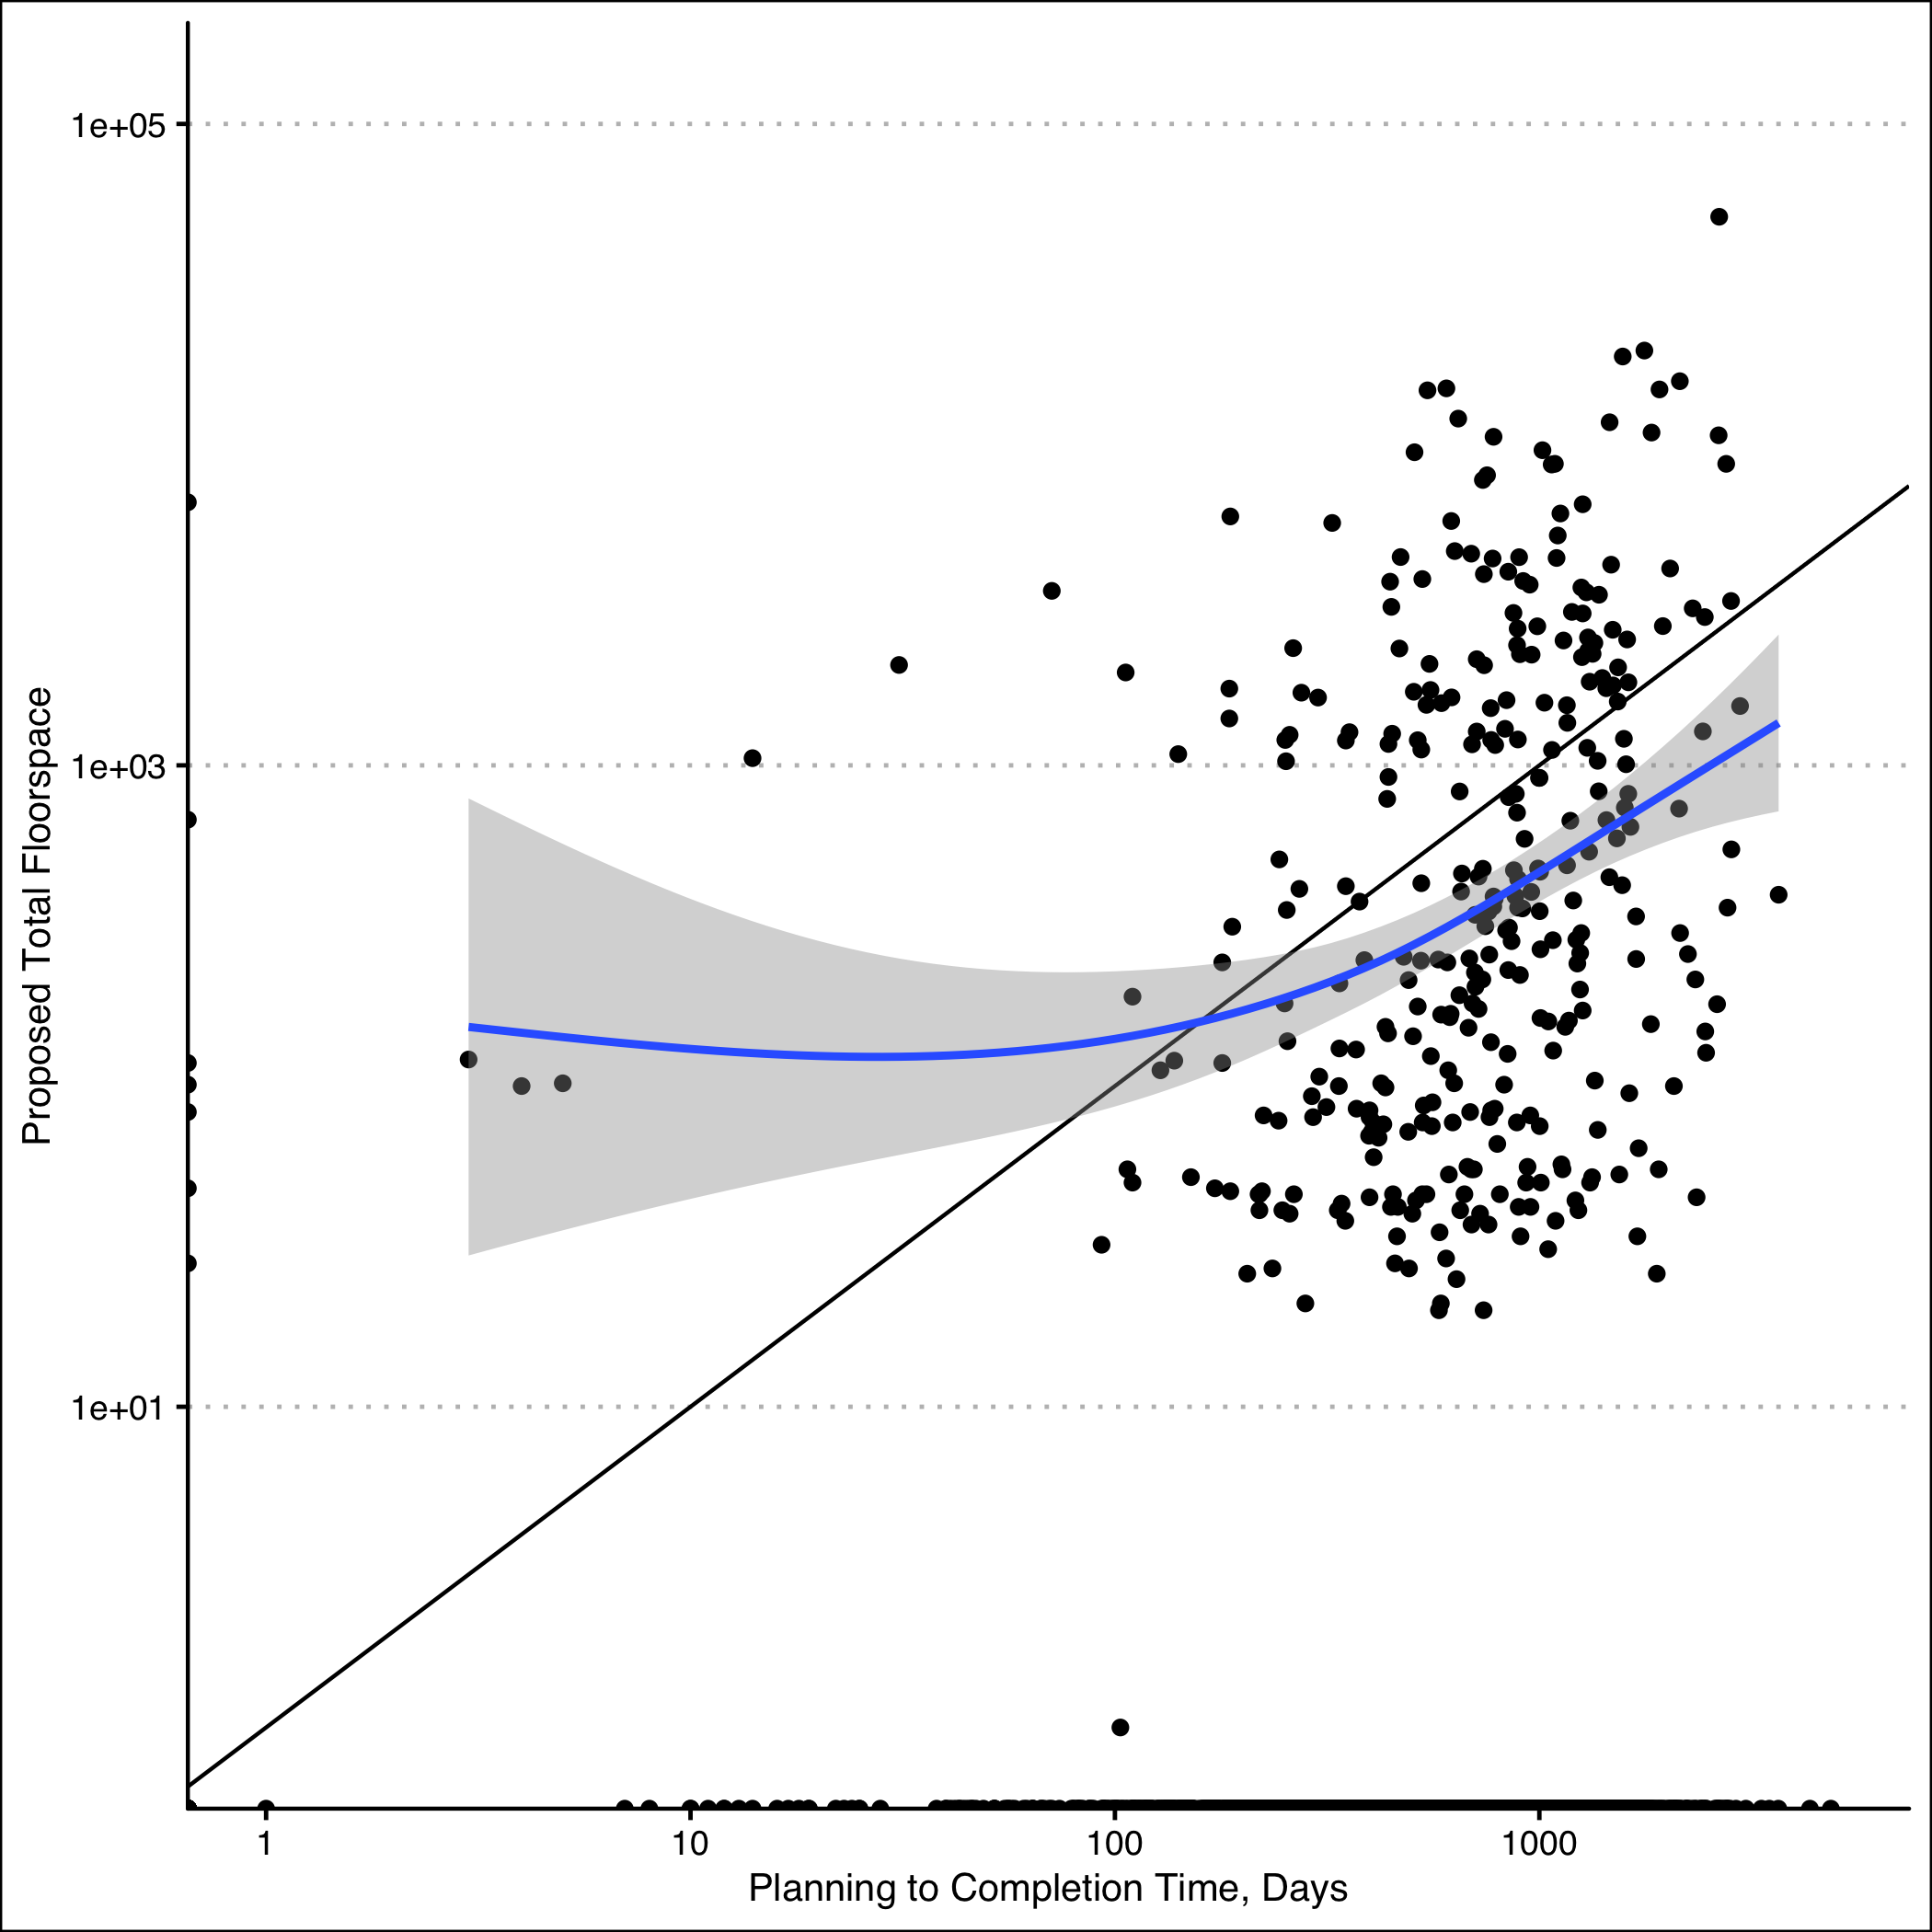 1e+05
1e+03
1e+01
Proposed Total Floorspace
1 10 100 1000
Planning to Completion Time, Days